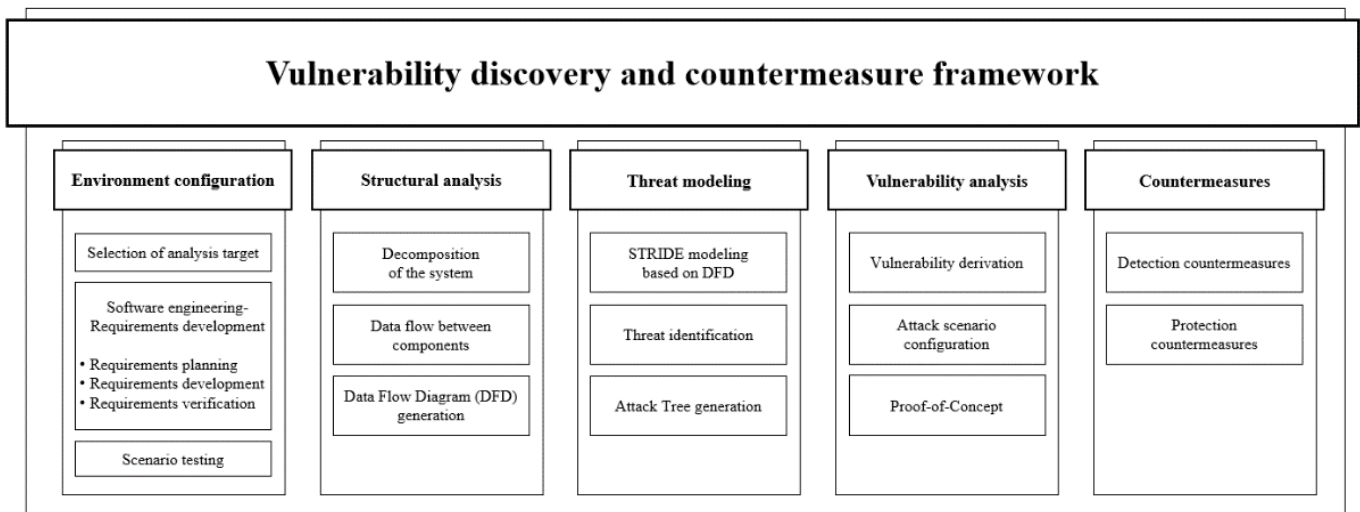 Vulnerability discovery and countermeasure framework
Environment configuration
Selection of analysis target
Software engineering-
Requirements development
• Requirements planning
• Requirements development
• Requirements verification
Scenario testing
Structural analysis
Decomposition
of the system
Data flow between
components
Data Flow Diagram (DFD)
generation
Threat modeling
STRIDE modeling
based on DFD
Threat identification
Attack Tree generation
Vulnerability analysis
Vulnerability derivation
Attack scenario
configuration
Proof-of-Concept
Countermeasures
Detection countermeasures
Protection
countermeasures